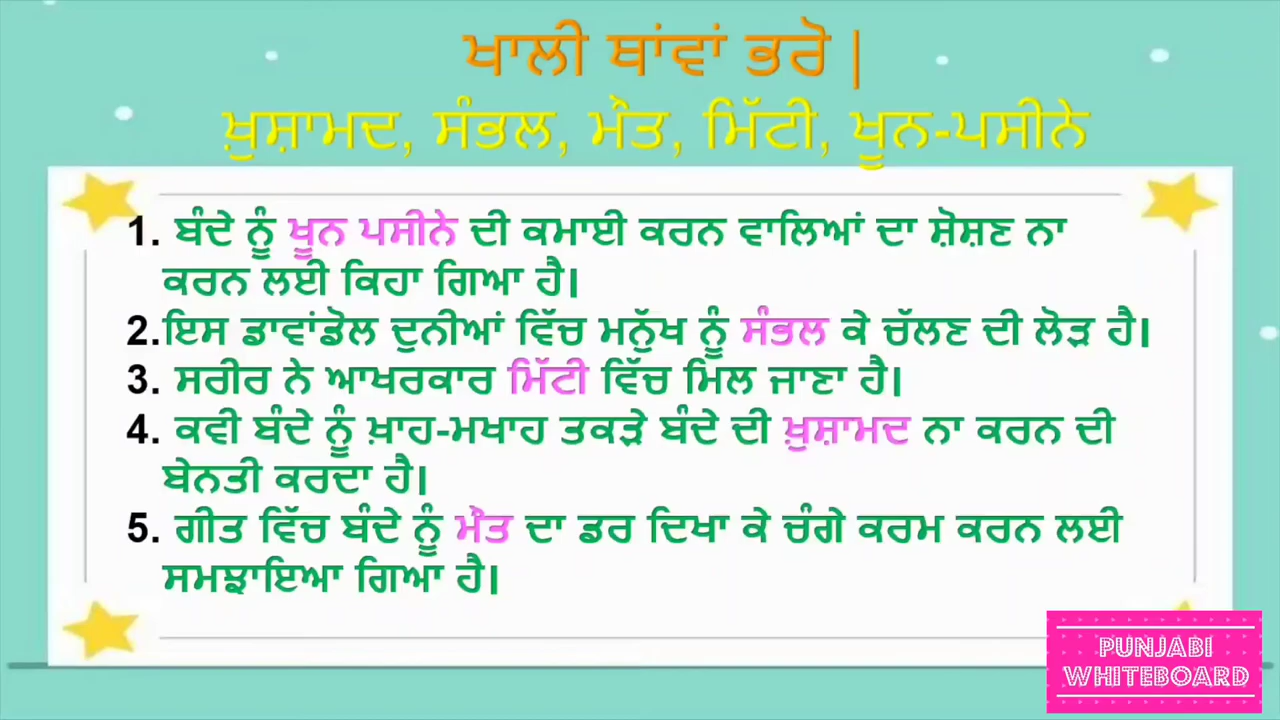 ਖਾਲੀ ਥਾਂਵਾਂ ਭਰੋ |
ਖ਼ੁਸ਼ਾਮਦ, ਸੰਭਲ, ਮੌਤ, ਮਿੱਟੀ, ਖ਼ੂਨ-ਪਸੀਨੇ
1. ਬੰਦੇ ਨੂੰ ਖ਼ੂਨ ਪਸੀਨੇ ਦੀ ਕਮਾਈ ਕਰਨ ਵਾਲਿਆਂ ਦਾ ਸ਼ੋਸ਼ਣ ਨਾ
ਕਰਨ ਲਈ ਕਿਹਾ ਗਿਆ ਹੈ।
2.ਇਸ ਡਾਵਾਂਡੋਲ ਦੁਨੀਆਂ ਵਿੱਚ ਮਨੁੱਖ ਨੂੰ ਸੰਭਲ ਕੇ ਚੱਲਣ ਦੀ ਲੋੜ ਹੈ।
3. ਸਰੀਰ ਨੇ ਆਖਰਕਾਰ ਮਿੱਟੀ ਵਿੱਚ ਮਿਲ ਜਾਣਾ ਹੈ।
4. ਕਵੀ ਬੰਦੇ ਨੂੰ ਖ਼ਾਹ-ਮਖਾਹ ਤਕੜੇ ਬੰਦੇ ਦੀ ਖ਼ੁਸ਼ਾਮਦ ਨਾ ਕਰਨ ਦੀ
ਬੇਨਤੀ ਕਰਦਾ ਹੈ।
5. ਗੀਤ ਵਿੱਚ ਬੰਦੇ ਨੂੰ ਮੌਤ ਦਾ ਡਰ ਦਿਖਾ ਕੇ ਚੰਗੇ ਕਰਮ ਕਰਨ ਲਈ
ਸਮਝਾਇਆ ਗਿਆ ਹੈ।
PUNJABI
WHITEBOARD